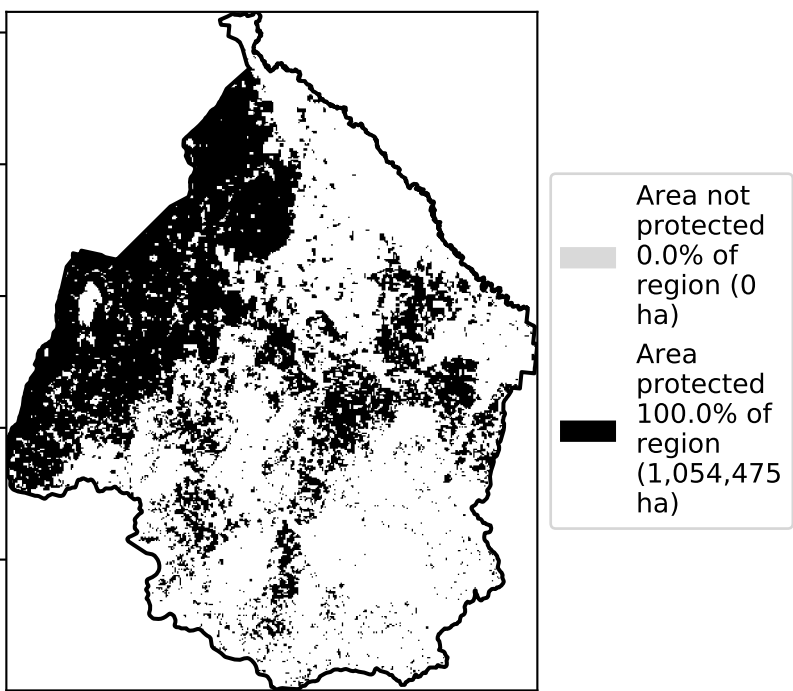 Area not
protected
0.0% of
region (0
ha)
Area
protected
100.0% of
region
(1,054,475
ha)